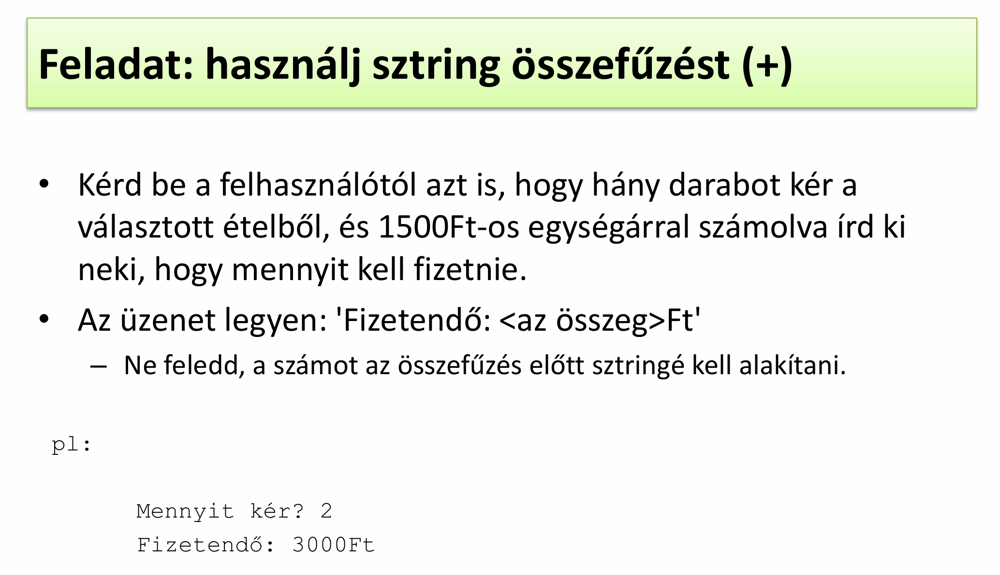 Feladat: használj sztring összefűzést (+)
• Kérd be a felhasználótól azt is, hogy hány darabot kér a
választott ételből, és 1500Ft-os egységárral számolva írd ki
neki, hogy mennyit kell fizetnie.
• Az üzenet legyen: 'Fizetendő: <az összeg>Ft'
– Ne feledd, a számot az összefűzés előtt sztringé kell alakítani.
pl:
Mennyit kér? 2
Fizetendő: 3000Ft